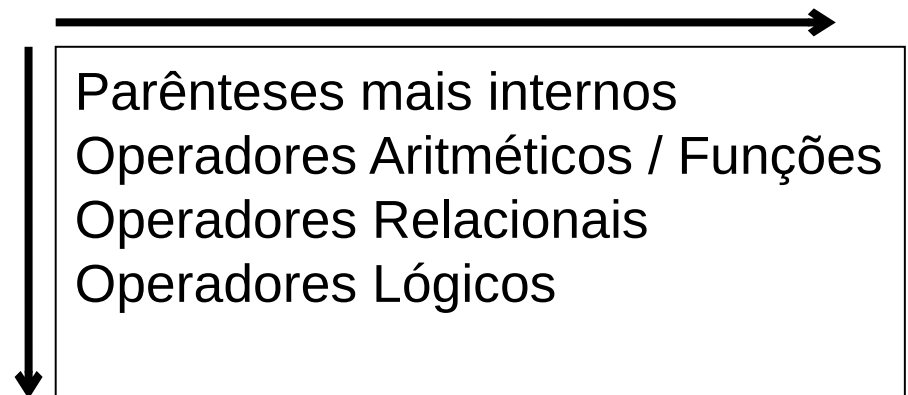 Parênteses mais internos
Operadores Aritméticos / Funções
Operadores Relacionais
Operadores Lógicos